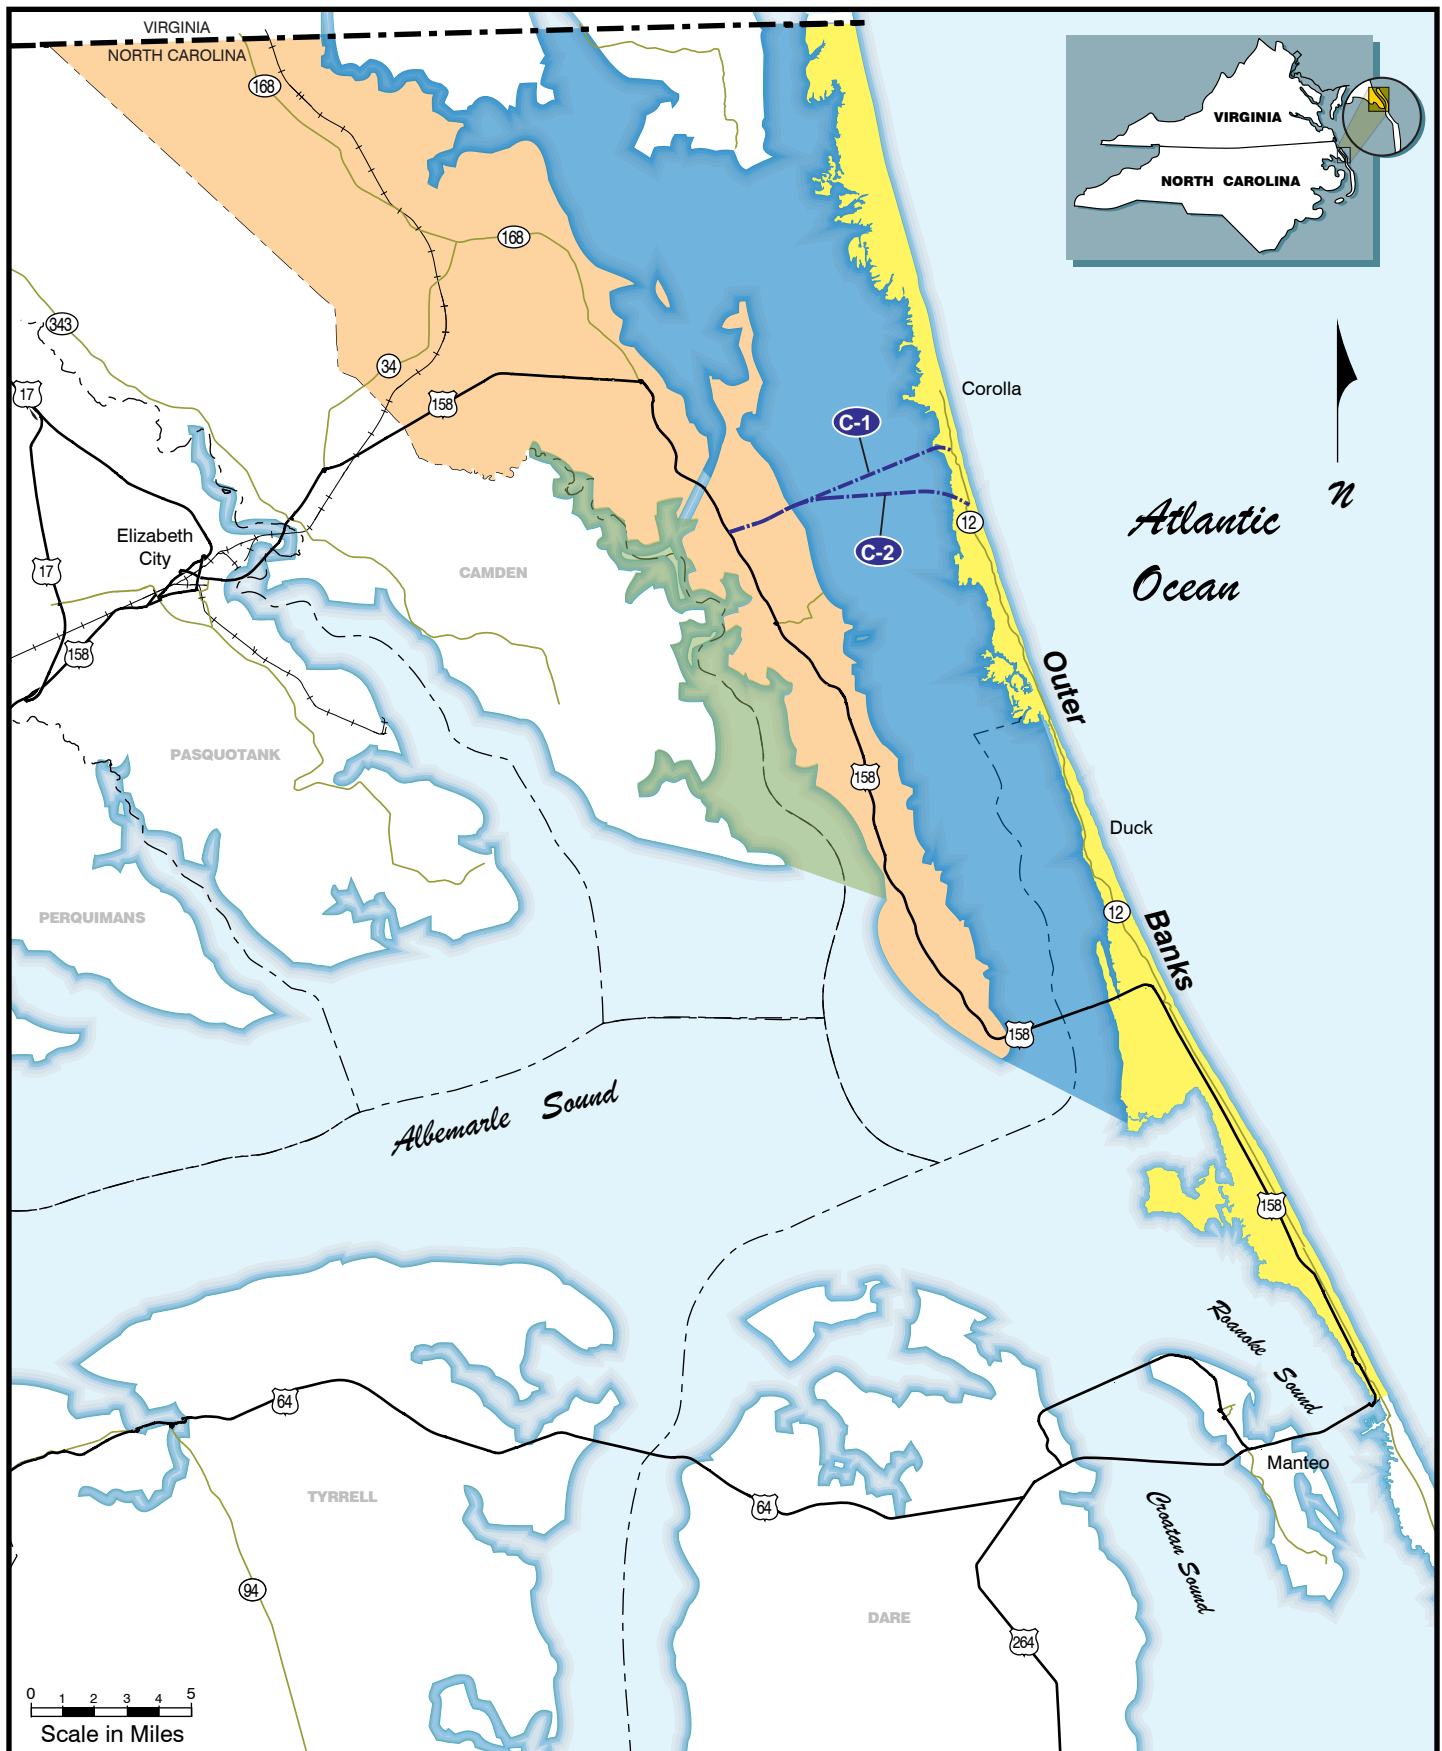 VIRGINIA
NORTH CAROLINA
168
VIRGINIA
NORTH CAROLINA
168
343
34
17
158
Corolla
C-1
N
Atlantic
Ocean
12
Elizabeth
City
C-2
17
CAMDEN
158
Outer
PASQUOTANK
158
Duck
PERQUIMANS
12
Banks
158
Albemarle Sound
158
Roanoke Sound
64
Manteo
TYRRELL
64
Croatan Sound
94
DARE
264
0 1 2 3 4 5
Scale in Miles